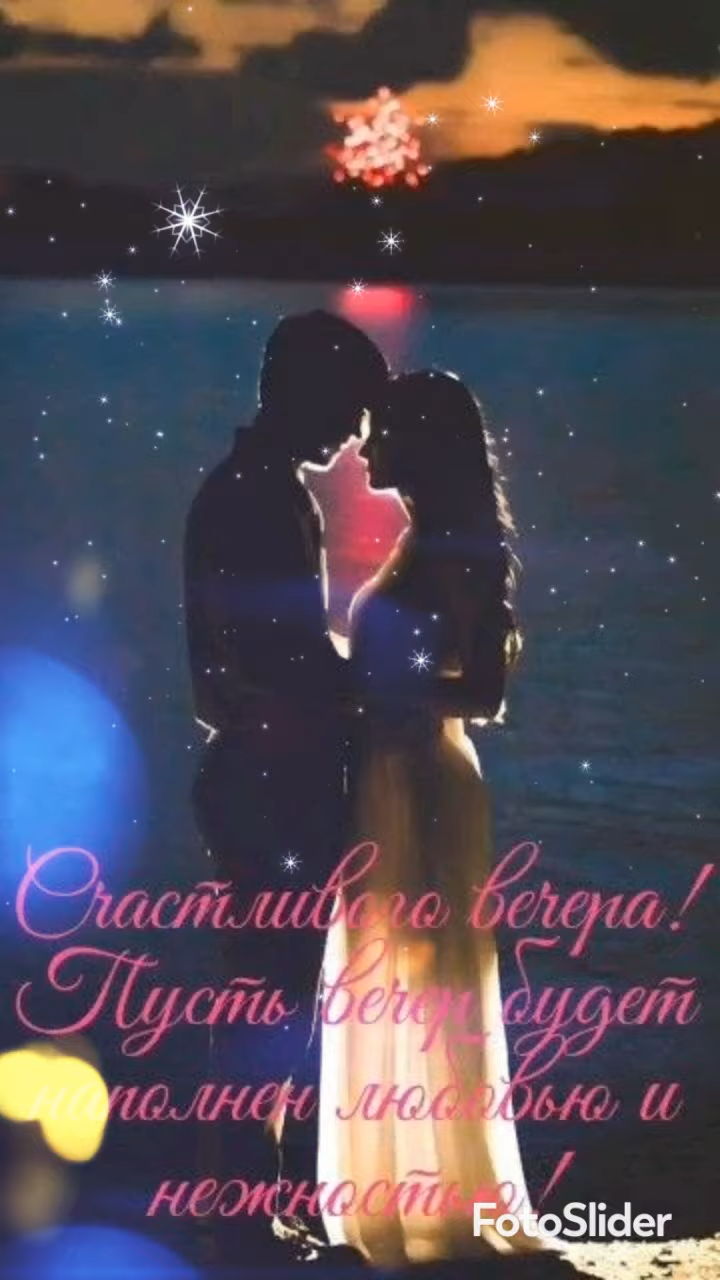 Счастливого вечера!
Пусть вечер будет
наполнен любовью и
нежностью!
FotoSlider